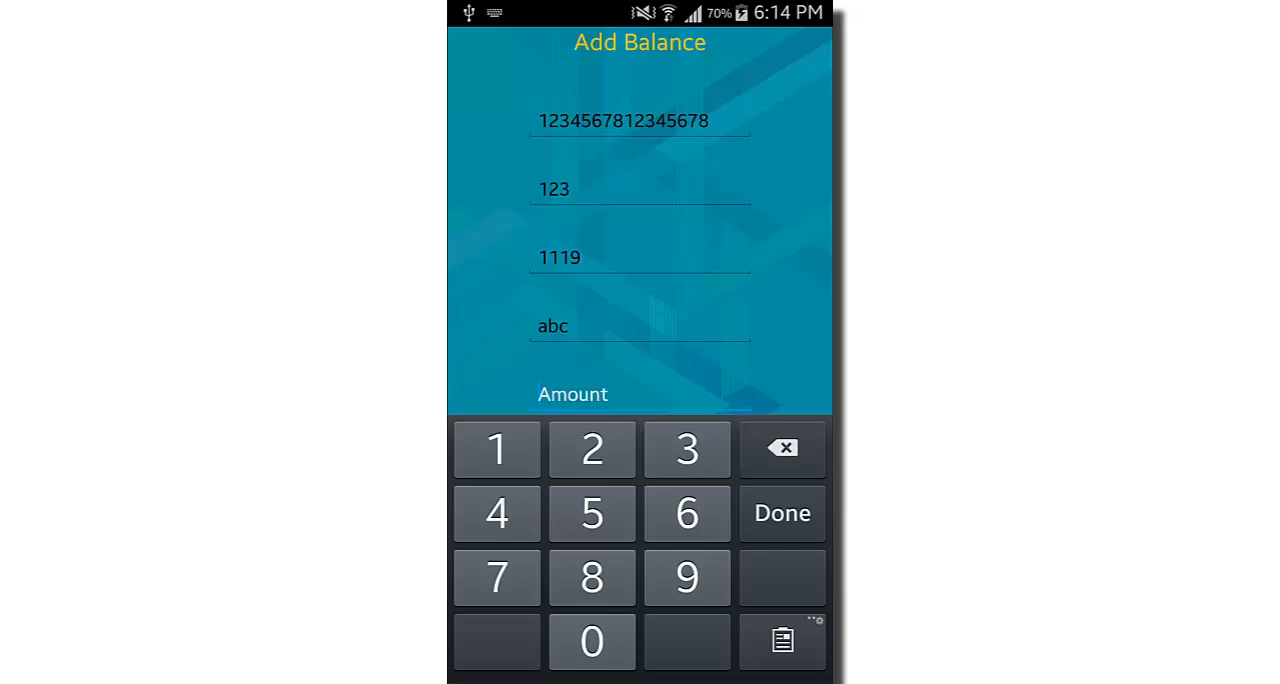 70% 6:14 PM
Add Balance
1234567812345678
123
1119
abc
Amount
1 2 3
4 5 6 Done
7 8 9
0